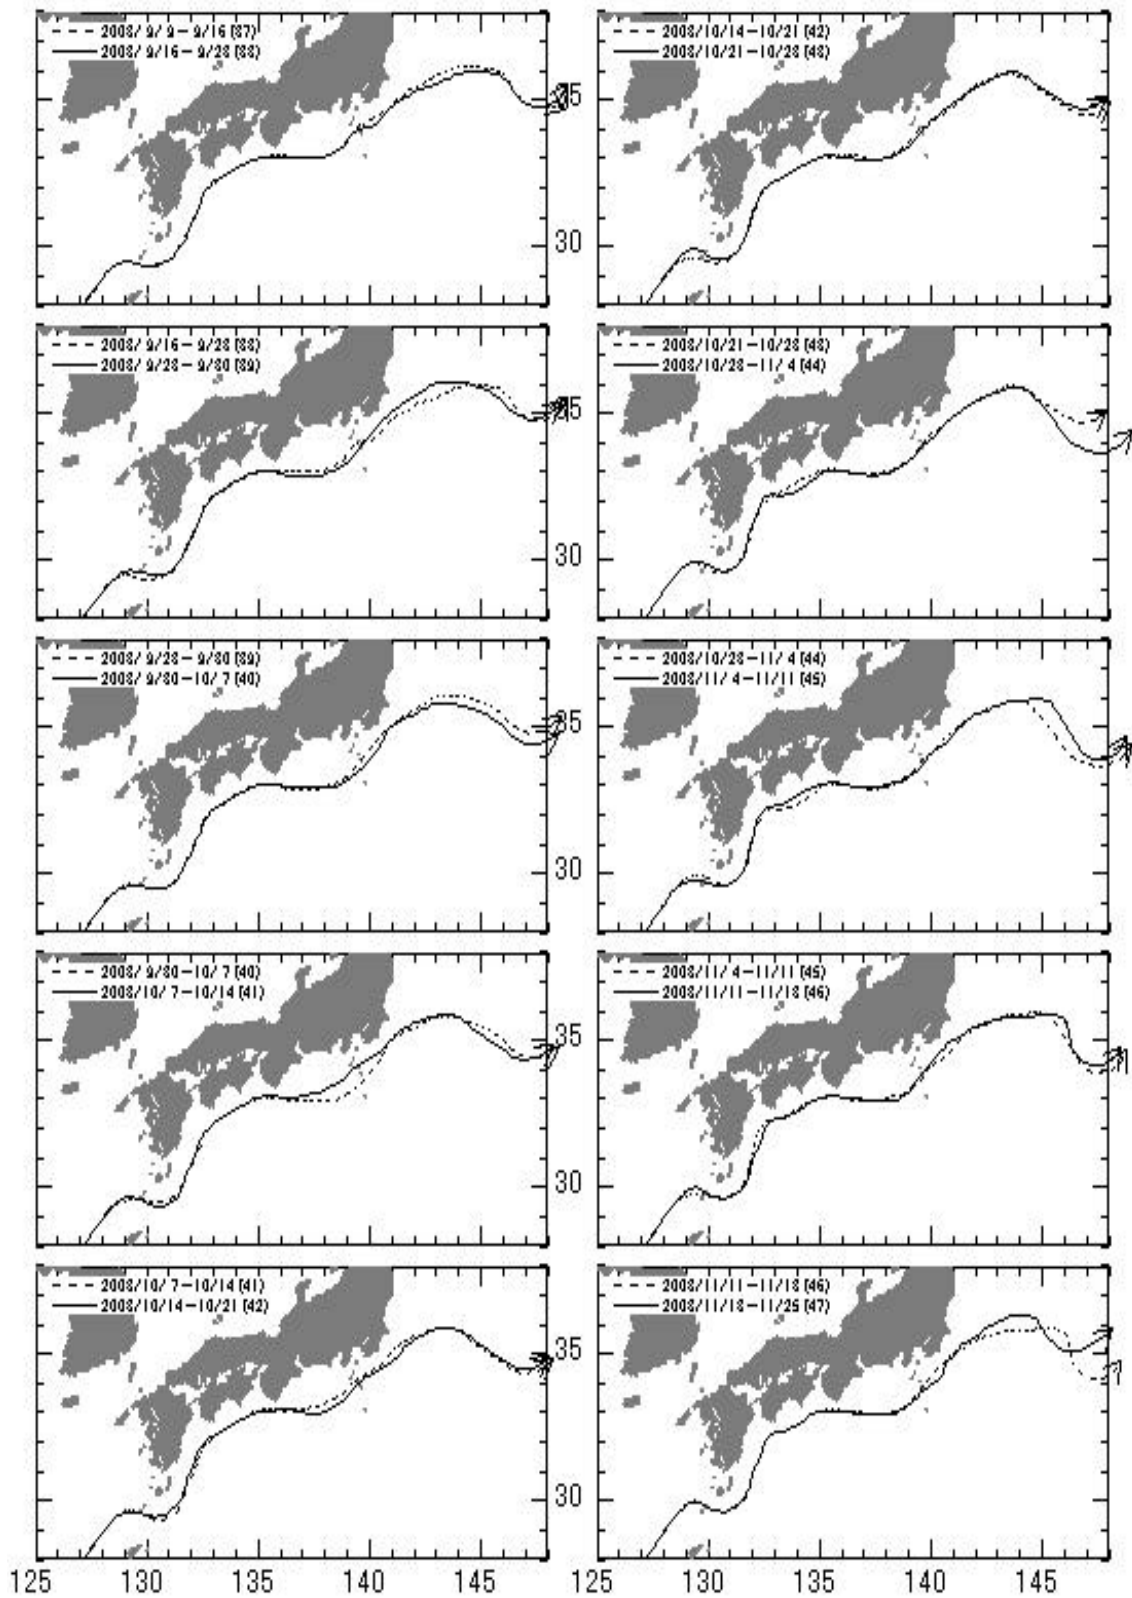 2008/ 9/ 9 - 9/16 (37)
2008/ 9/16 - 9/23 (38)
35
30
2008/ 9/16 - 9/23 (38)
2008/ 9/23 - 9/30 (39)
35
30
2008/ 9/23 - 9/30 (39)
2008/ 9/30 - 10/ 7 (40)
35
30
2008/ 9/30 - 10/ 7 (40)
2008/10/ 7 - 10/14 (41)
35
30
2008/10/ 7 - 10/14 (41)
2008/10/14 - 10/21 (42)
35
30
125 130 135 140 145
2008/10/14 - 10/21 (42)
2008/10/21 - 10/28 (43)
2008/10/21 - 10/28 (43)
2008/10/28 - 11/ 4 (44)
2008/10/28 - 11/ 4 (44)
2008/11/ 4 - 11/11 (45)
2008/11/ 4 - 11/11 (45)
2008/11/11 - 11/18 (46)
2008/11/11 - 11/18 (46)
2008/11/18 - 11/25 (47)
125 130 135 140 145